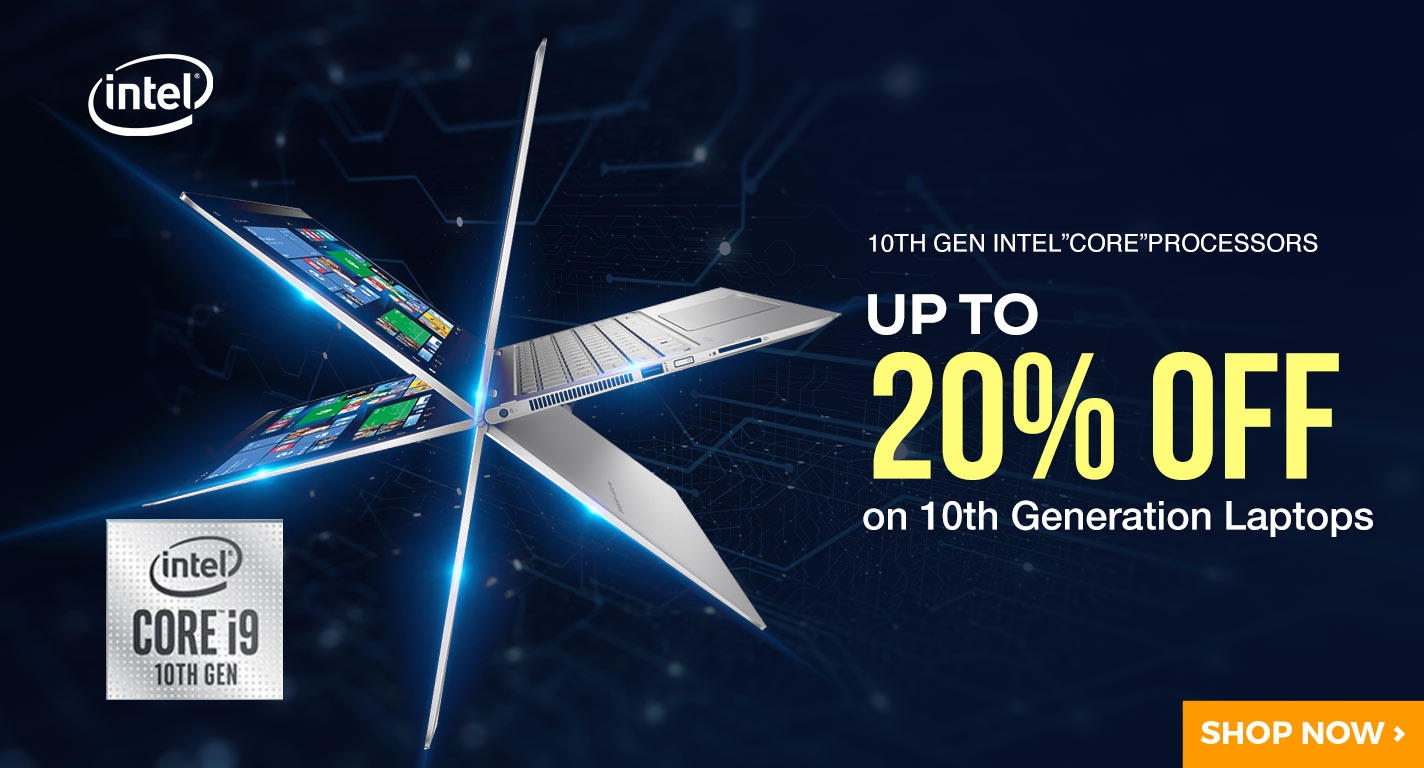 intel®
10TH GEN INTEL”CORE”PROCESSORS
UP TO
20% OFF
on 10th Generation Laptops
intel
CORE™ i9
10TH GEN
SHOP NOW ›